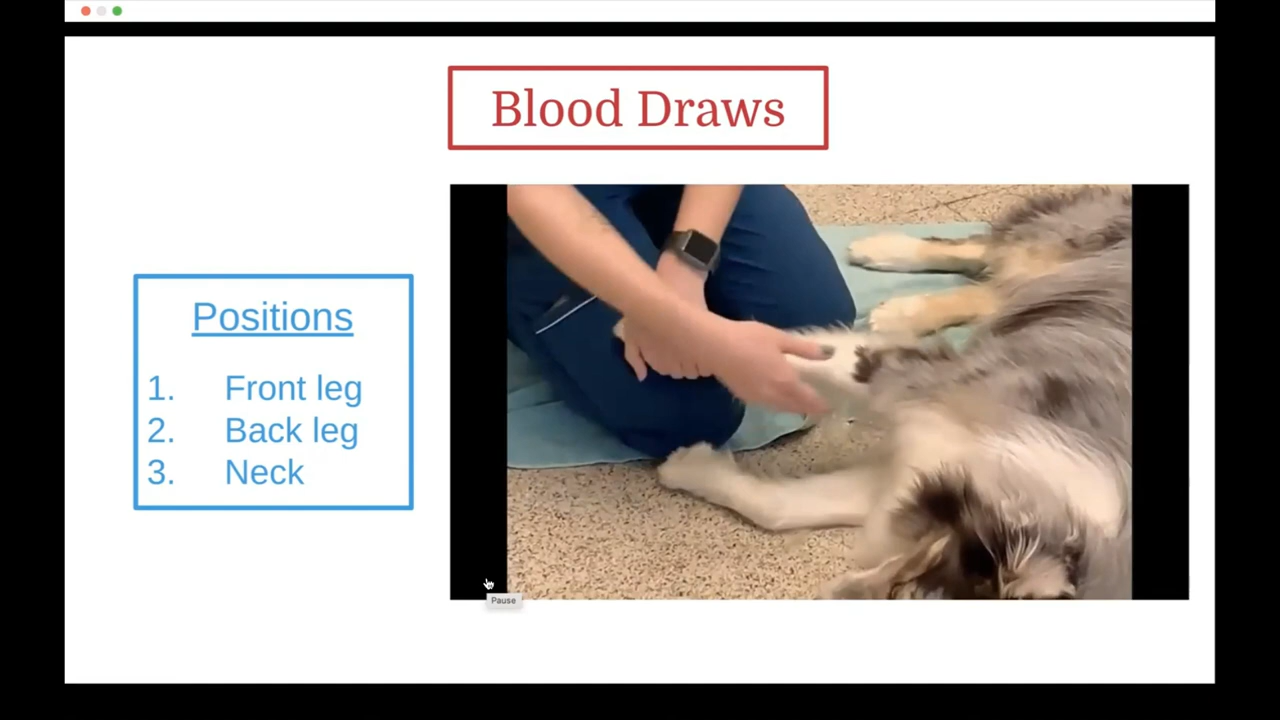 Blood Draws
Positions
1. Front leg
2. Back leg
3. Neck
Pause